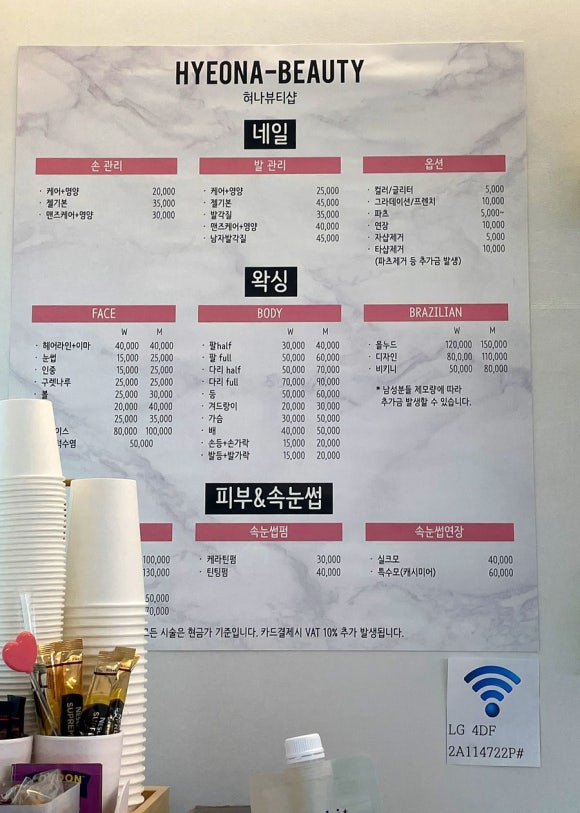 HYEONA-BEAUTY
혀나뷰티샵
네일
손 관리
· 케어+영양 20,000
· 젤기본 35,000
· 맨즈케어+영양 30,000
발 관리
· 케어+영양 25,000
· 젤기본 45,000
· 발각질 35,000
· 맨즈케어+영양 40,000
· 남자발각질 45,000
옵션
· 컬러/글리터 5,000
· 그라데이션/프렌치 10,000
· 파츠 5,000~
· 연장 10,000
· 자샵제거 5,000
· 타샵제거 10,000
(파츠제거 등 추가금 발생)
왁싱
FACE
W M
· 헤어라인+이마 40,000 40,000
· 눈썹 15,000 25,000
· 인중 15,000 25,000
· 구렛나루 25,000 25,000
· 볼 25,000 30,000
20,000 40,000
25,000 35,000
이스 80,000 100,000
수염 50,000
BODY
W M
· 팔half 30,000 40,000
· 팔 full 50,000 60,000
· 다리 half 50,000 70,000
· 다리 full 70,000 90,000
· 등 50,000 60,000
· 겨드랑이 20,000 30,000
· 가슴 30,000 50,000
· 배 40,000 50,000
· 손등+손가락 15,000 20,000
· 발등+발가락 15,000 20,000
BRAZILIAN
W M
· 올누드 120,000 150,000
· 디자인 80,0,00 110,000
· 비키니 50,000 80,000
* 남성분들 제모량에 따라
추가금 발생할 수 있습니다.
피부&속눈썹
100,000
130,000
50,000
70,000
속눈썹펌
· 케라틴펌 30,000
· 틴팅펌 40,000
속눈썹연장
· 실크모 40,000
· 특수모(캐시미어) 60,000
모든 시술은 현금가 기준입니다. 카드결제시 VAT 10% 추가 발생됩니다.
LG 4DF
2A114722P#